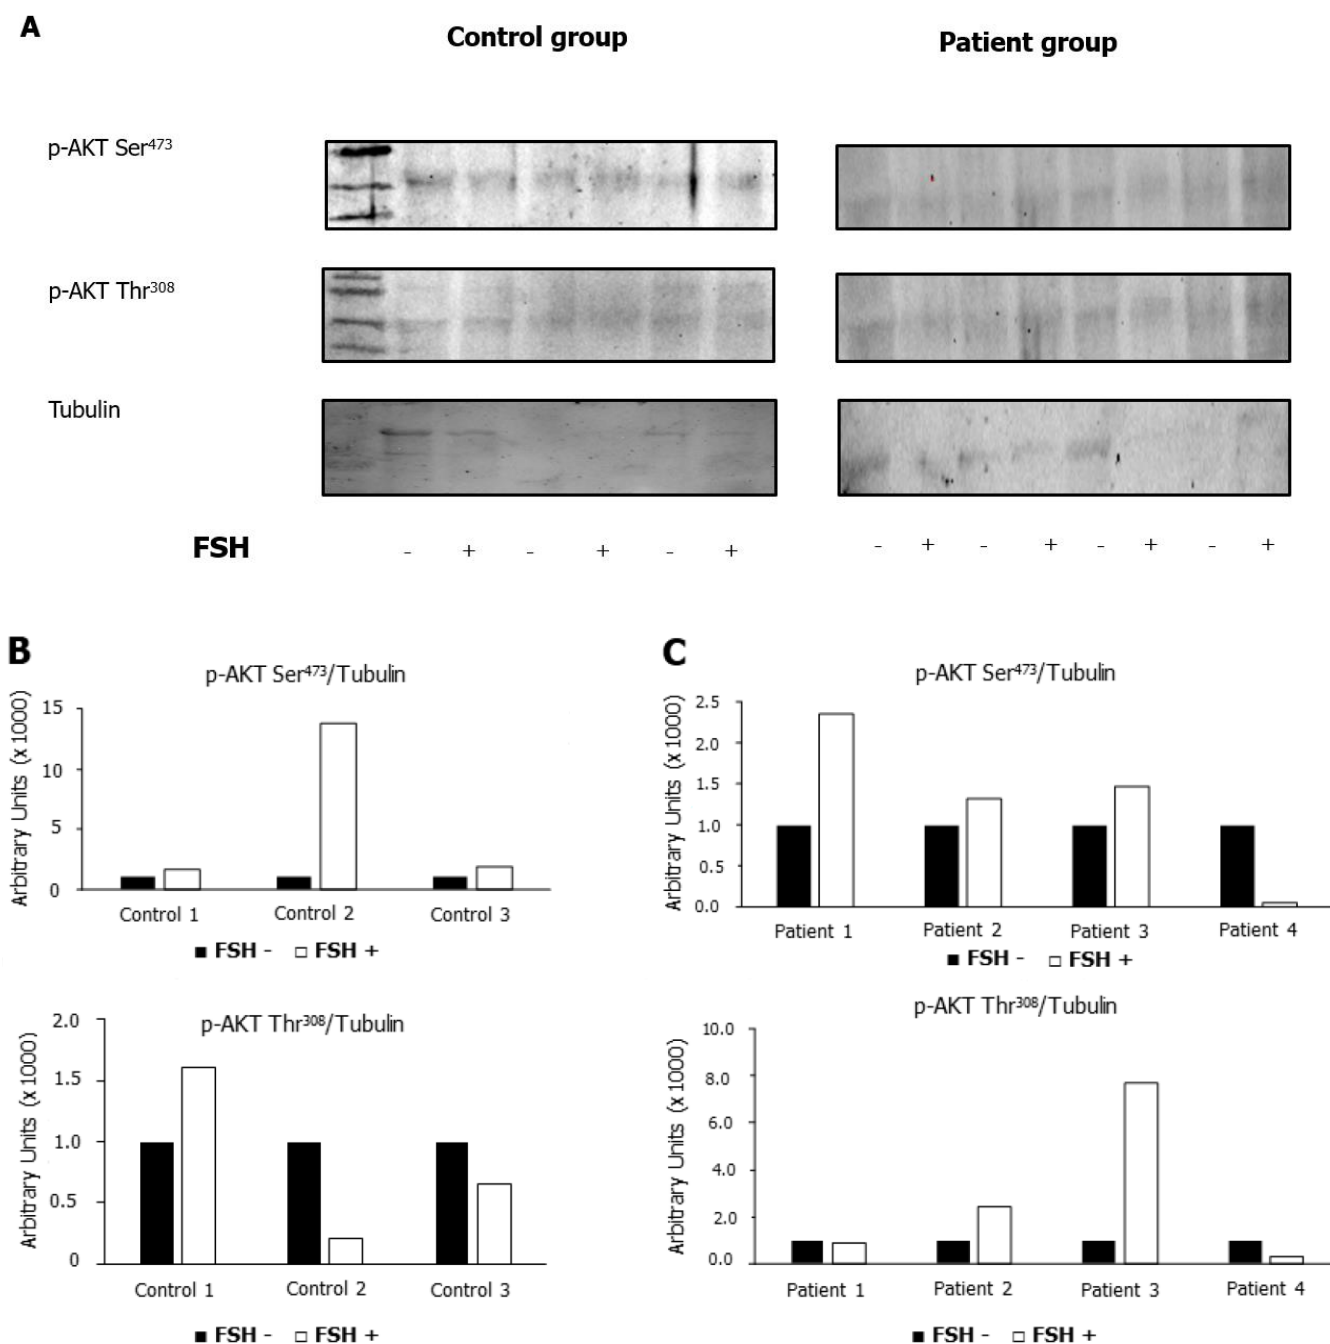 A
Control group
Patient group
p-AKT Ser⁴⁷³
p-AKT Thr³⁰⁸
Tubulin
FSH - + - + - + - + - + - + - +
B
p-AKT Ser⁴⁷³/Tubulin
Arbitrary Units (x1000)
15
10
5
0
Control 1 Control 2 Control 3
FSH - FSH +
p-AKT Thr³⁰⁸/Tubulin
Arbitrary Units (x1000)
2.0
1.5
1.0
0.5
0
Control 1 Control 2 Control 3
FSH - FSH +
C
p-AKT Ser⁴⁷³/Tubulin
Arbitrary Units (x1000)
2.5
2.0
1.5
1.0
0.5
0.0
Patient 1 Patient 2 Patient 3 Patient 4
FSH - FSH +
p-AKT Thr³⁰⁸/Tubulin
Arbitrary Units (x1000)
10.0
8.0
6.0
4.0
2.0
0.0
Patient 1 Patient 2 Patient 3 Patient 4
FSH - FSH +